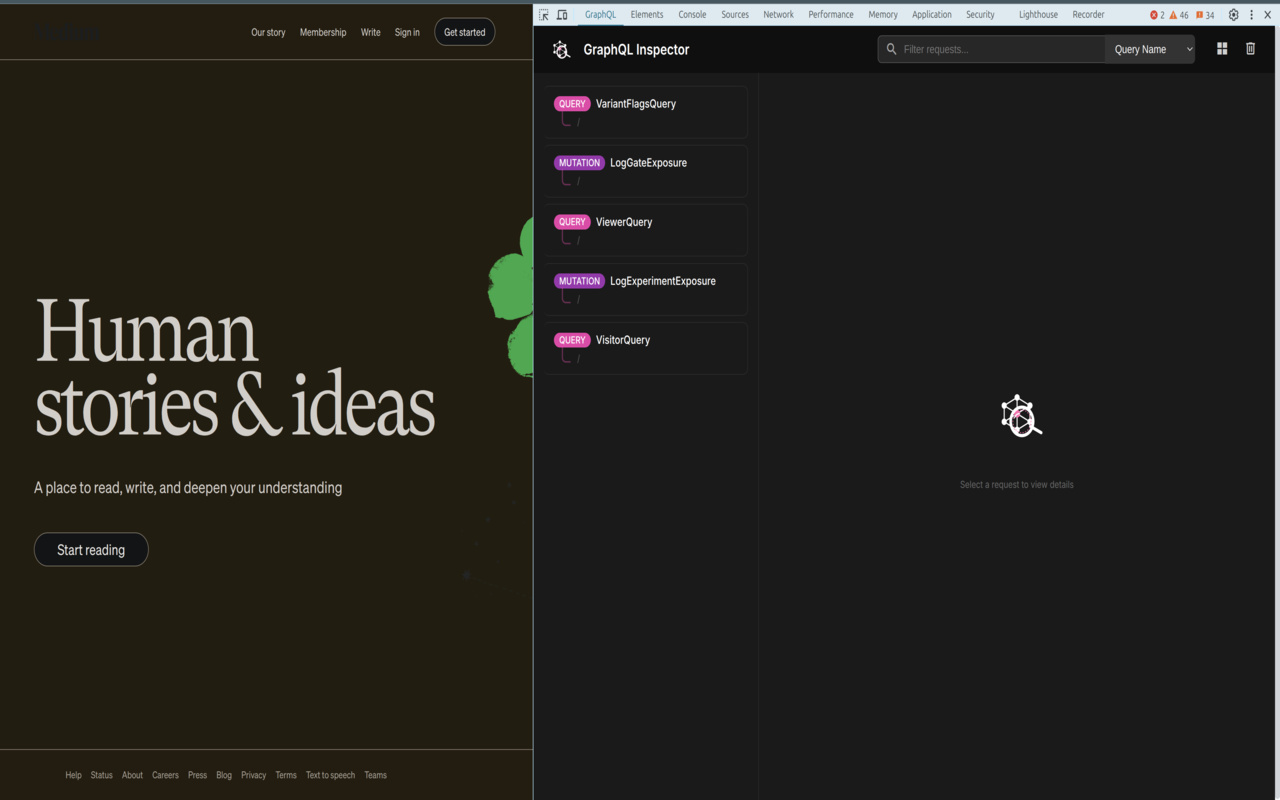 Our story Membership Write Sign in Get started
Human
stories & ideas
A place to read, write, and deepen your understanding
Start reading
Help Status About Careers Press Blog Privacy Terms Text to speech Teams
GraphQL Elements Console Sources Network Performance Memory Application Security Lighthouse Recorder 2 46 34
GraphQL Inspector
Filter requests...
Query Name
QUERY VariantFlagsQuery
/
MUTATION LogGateExposure
/
QUERY ViewerQuery
/
MUTATION LogExperimentExposure
/
QUERY VisitorQuery
/
Select a request to view details